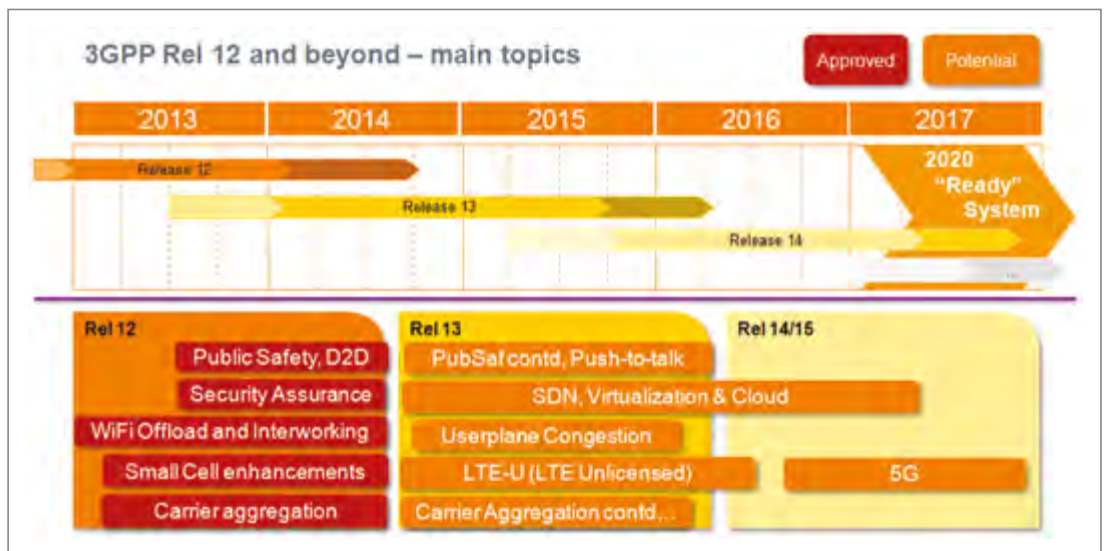 3GPP Rel 12 and beyond – main topics
Approved
Potential
2013 2014 2015 2016 2017
Release 12
Release 13
Release 14
2020
“Ready”
System
...
Rel 12
Public Safety, D2D
Security Assurance
WiFi Offload and Interworking
Small Cell enhancements
Carrier aggregation
Rel 13
PubSaf contd, Push-to-talk
SDN, Virtualization & Cloud
Userplane Congestion
LTE-U (LTE Unlicensed)
Carrier Aggregation contd...
Rel 14/15
5G